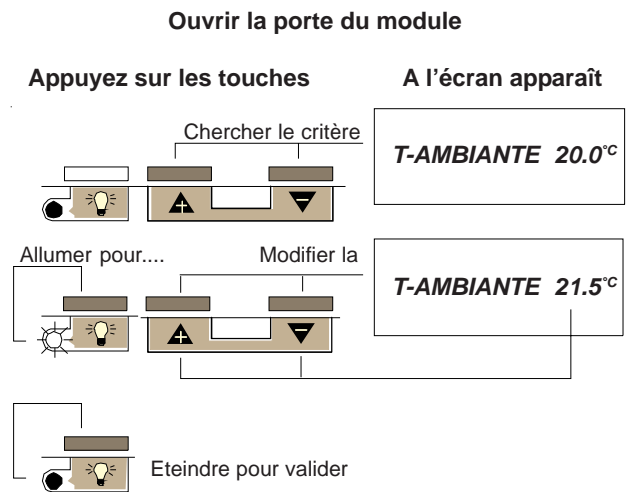 Ouvrir la porte du module
Appuyez sur les touches
A l'écran apparaît
Chercher le critère
T-AMBIANTE 20.0°C
Allumer pour....
Modifier la
T-AMBIANTE 21.5°C
Eteindre pour valider